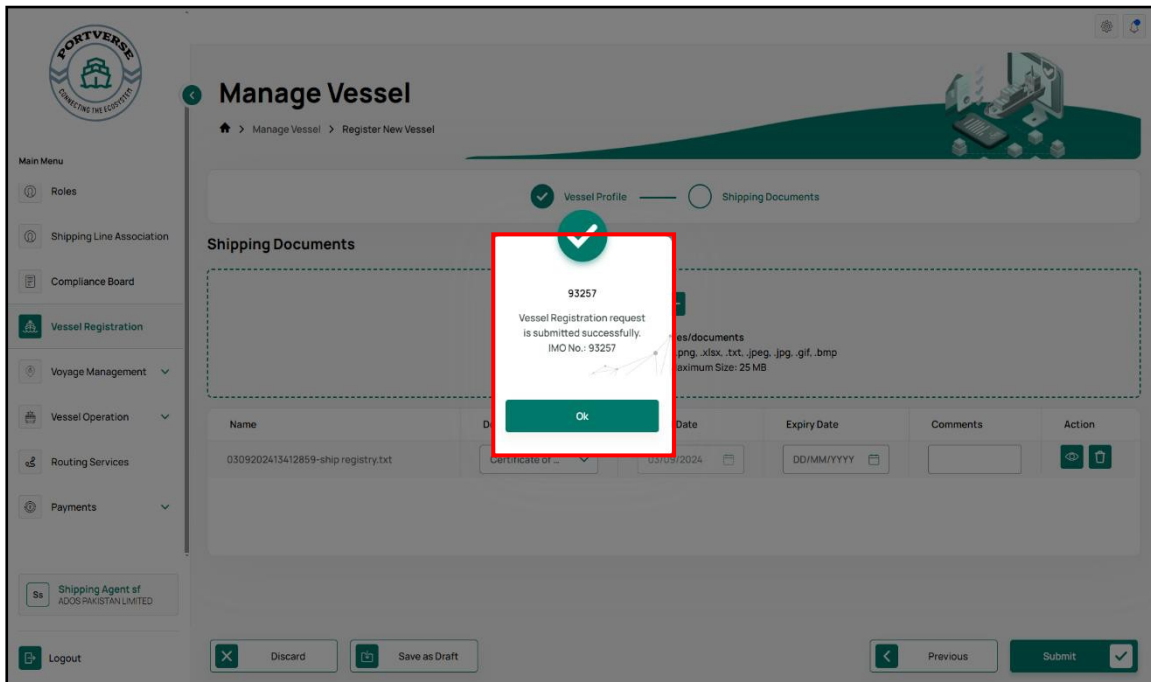 PORTVERSE
CONNECTING THE ECOSYSTEM
Manage Vessel
Manage Vessel > Register New Vessel
Main Menu
Roles
Shipping Line Association
Compliance Board
Vessel Registration
Voyage Management
Vessel Operation
Routing Services
Payments
Ss
Shipping Agent sf
ADOS PAKISTAN LIMITED
Logout
Vessel Profile
Shipping Documents
Shipping Documents
93257
Vessel Registration request
is submitted successfully.
IMO No.: 93257
Ok
es/documents
.png, .xlsx, .txt, .jpeg, .jpg, .gif, .bmp
aximum Size: 25 MB
Name
D
Date
Expiry Date
Comments
Action
0309202413412859-ship registry.txt
Certificate of ...
03/09/2024
DD/MM/YYYY
Discard
Save as Draft
Previous
Submit